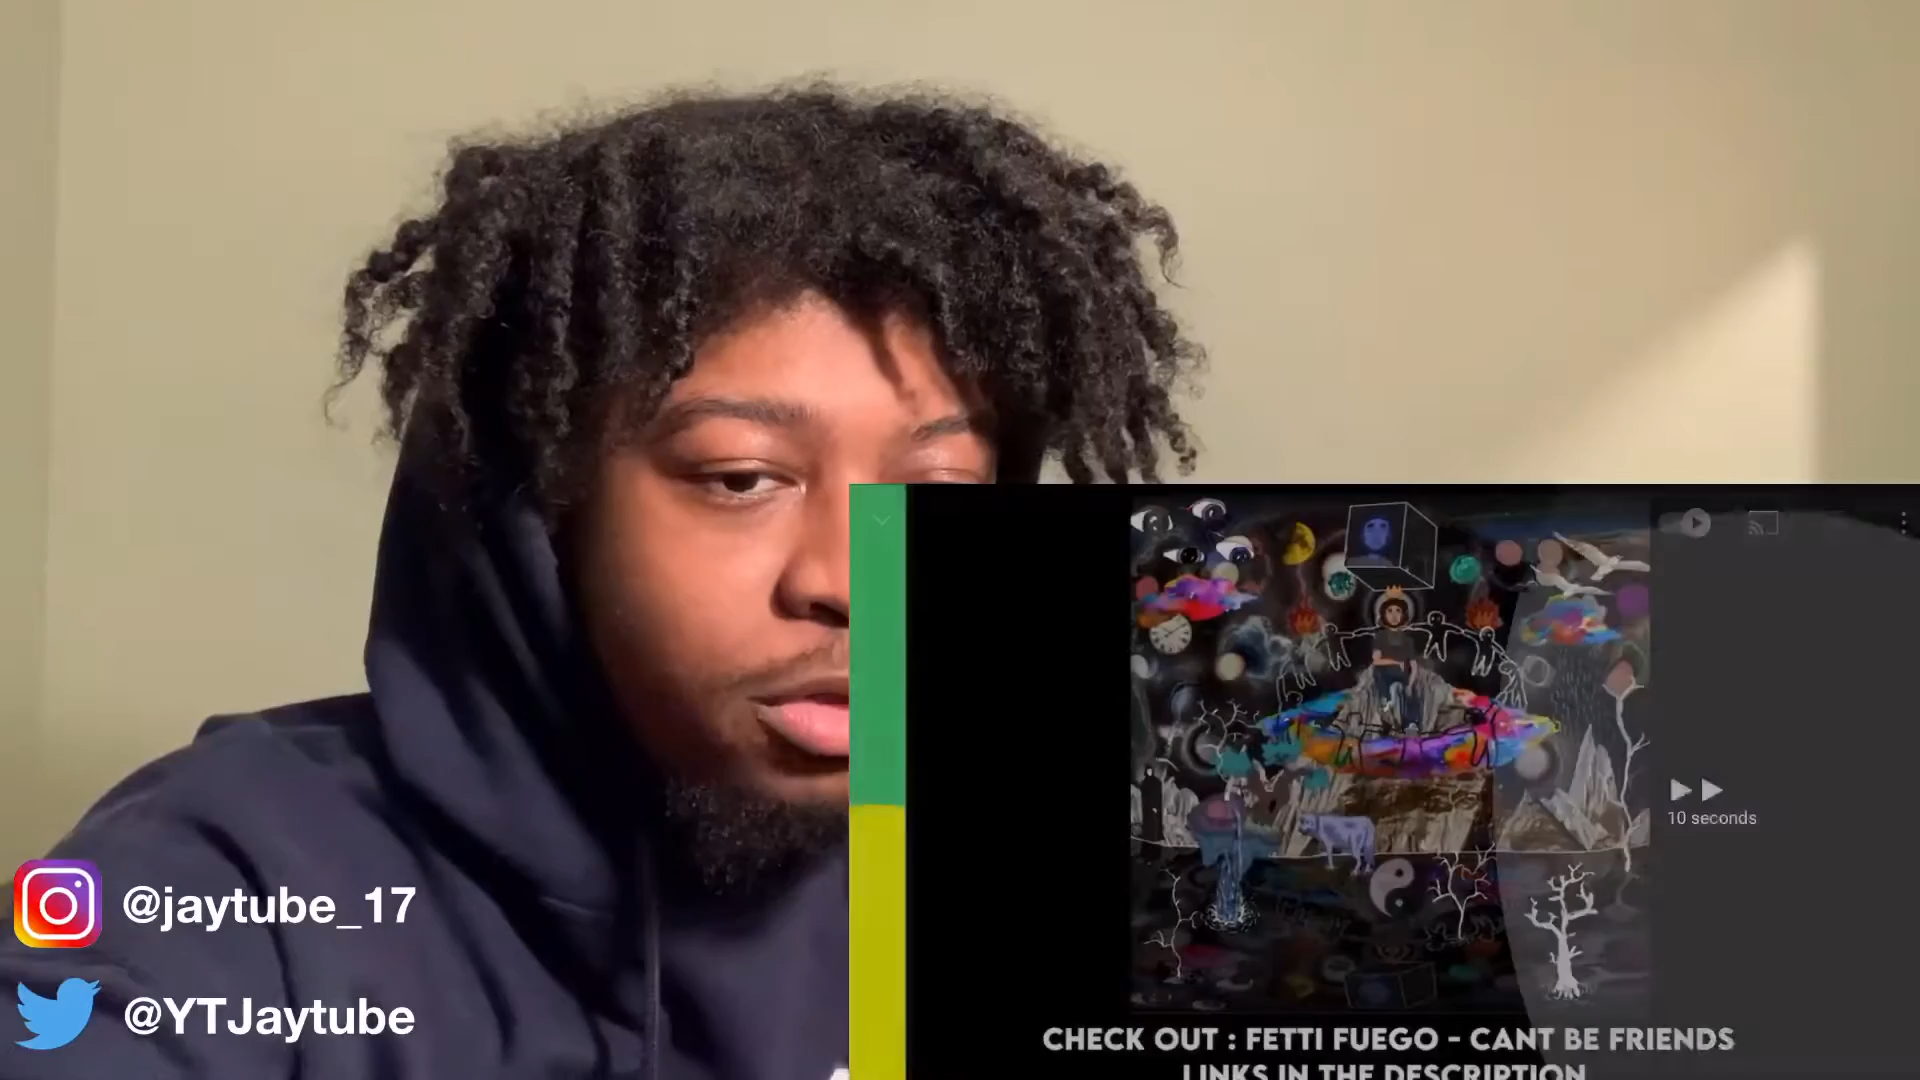 10 seconds
@jaytube_17
@YTJaytube
CHECK OUT : FETTI FUEGO - CANT BE FRIENDS
LINKS IN THE DESCRIPTION